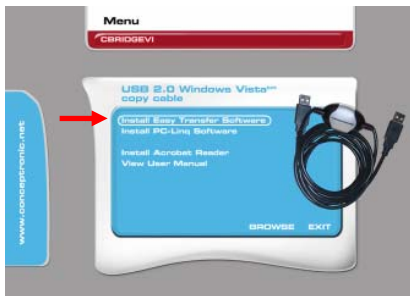 Menu
CBRIDGEVI
USB 2.0 Windows Vista™
copy cable
Install Easy Transfer Software
Install PC-Linq Software
Install Acrobat Reader
View User Manual
BROWSE EXIT
www.conceptronic.net